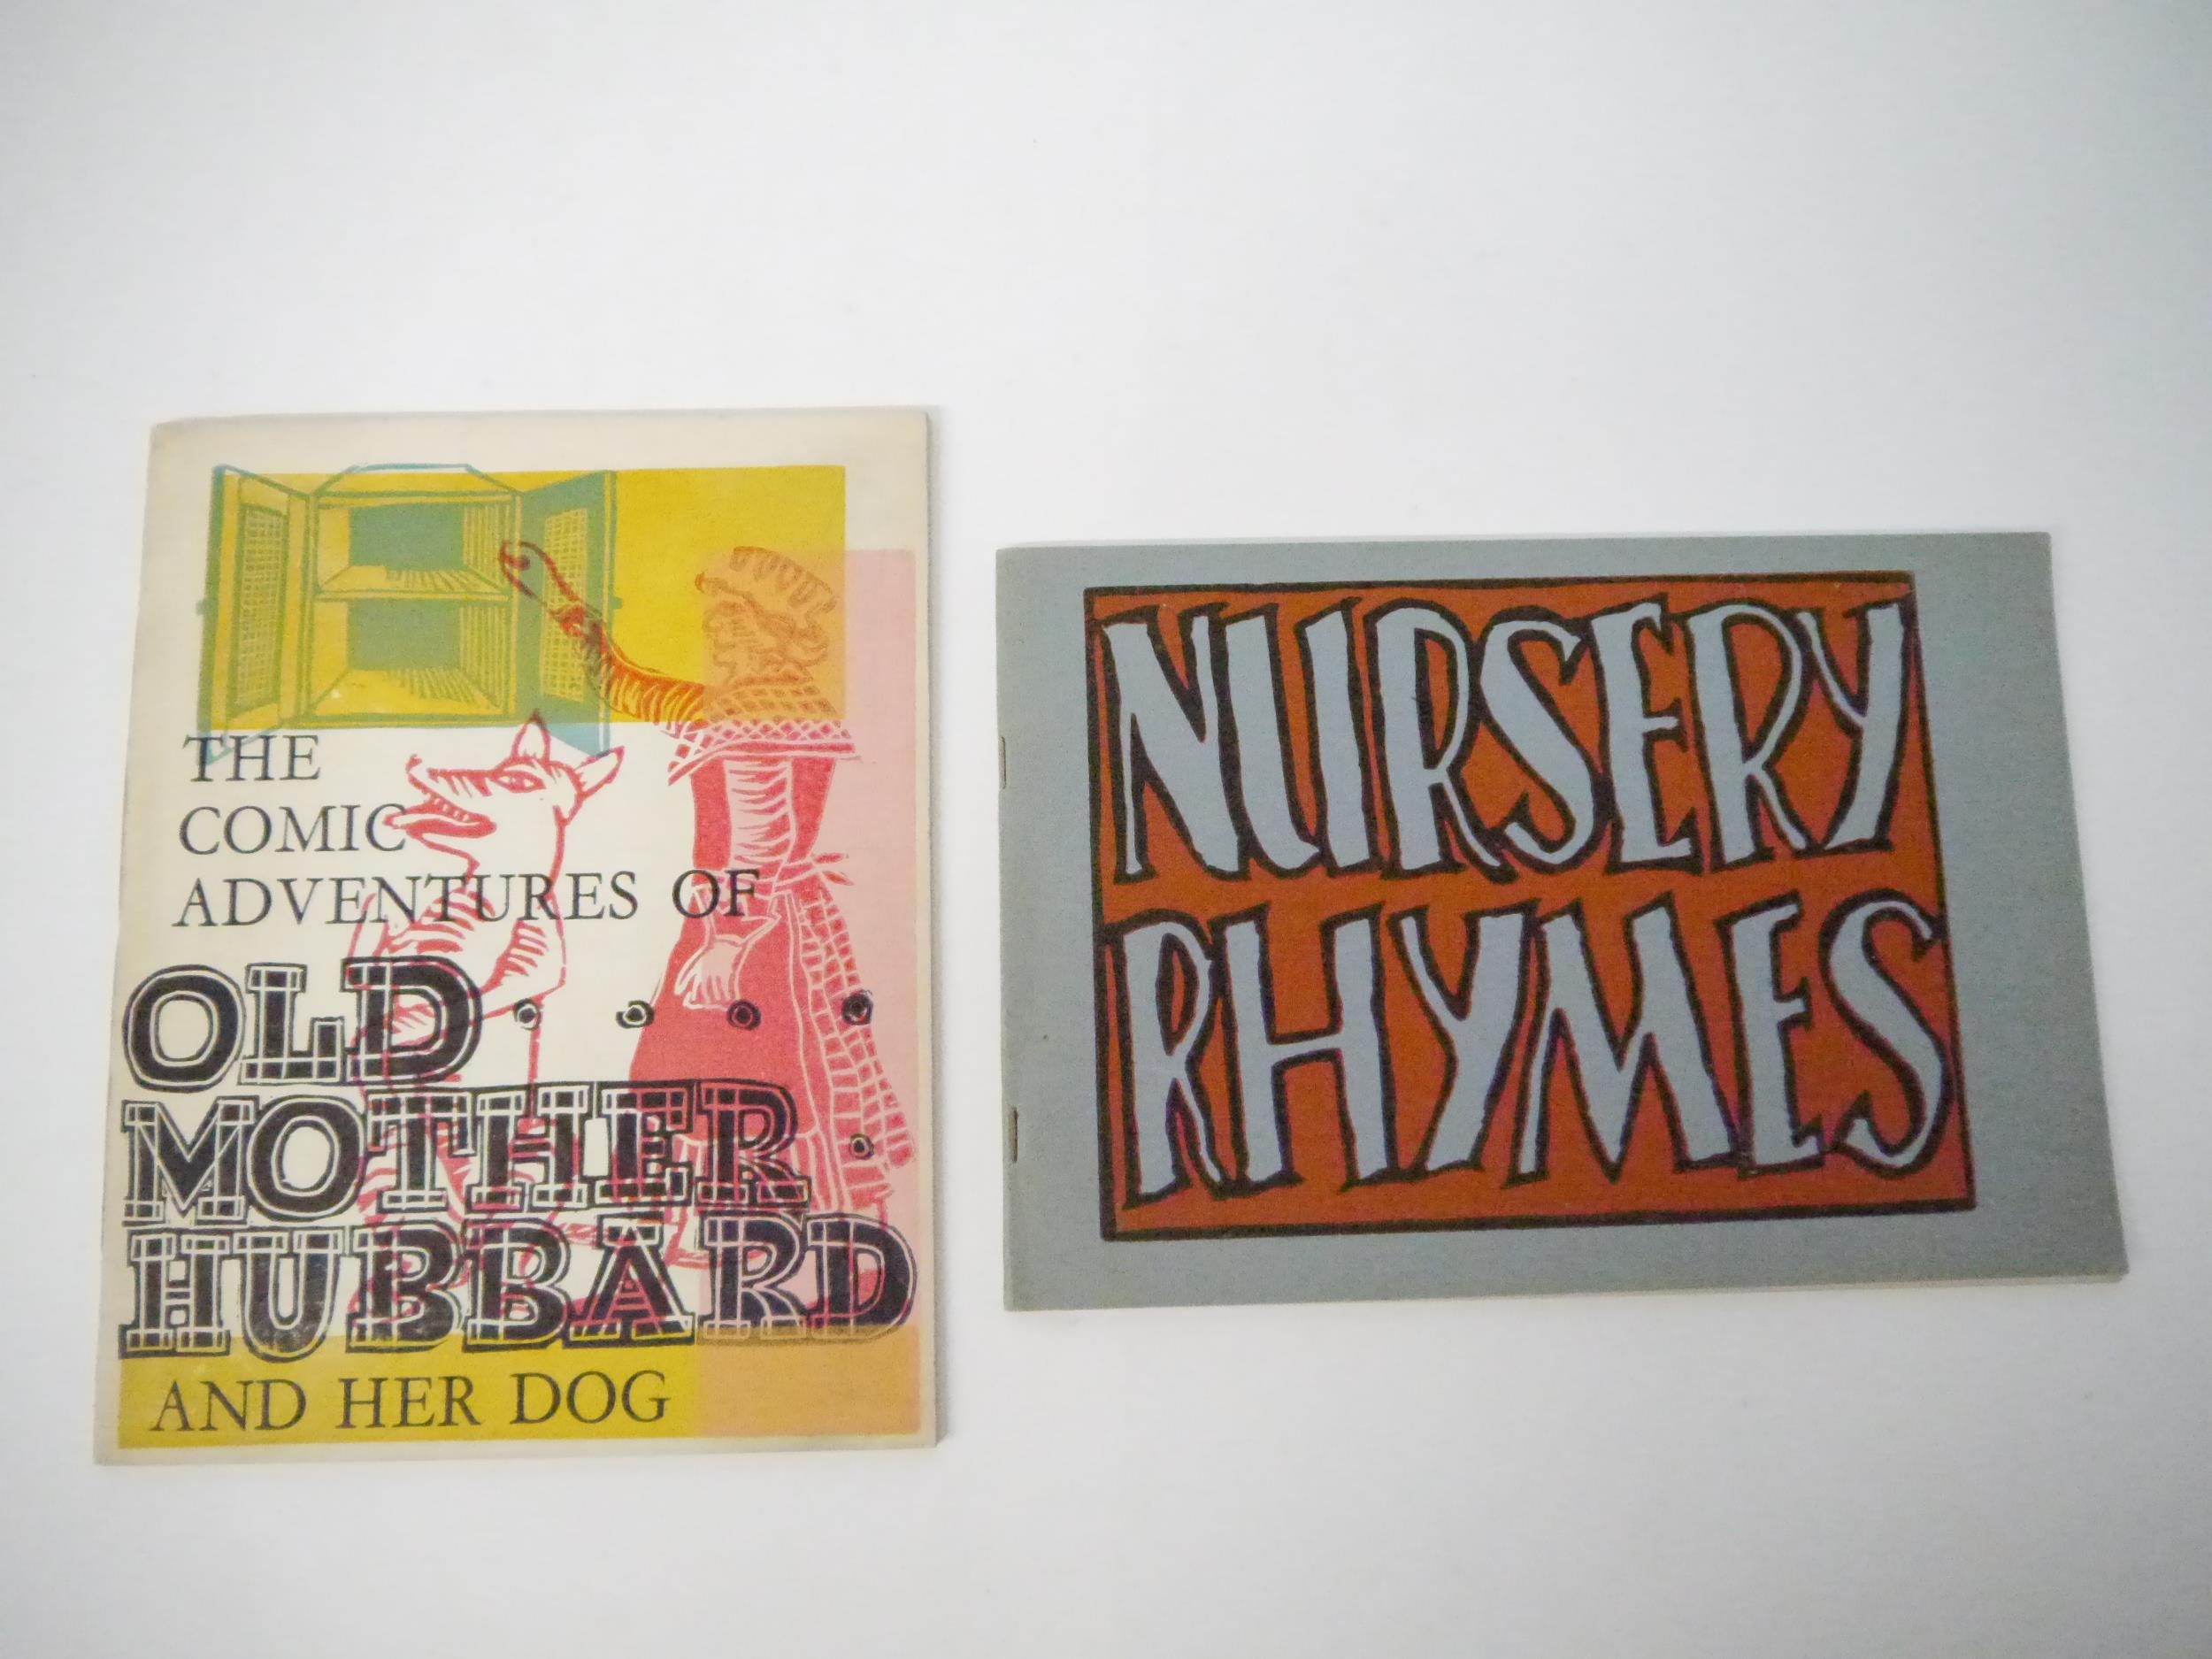 THE
COMIC
ADVENTURES OF
OLD
MOTHER
HUBBARD
AND HER DOG
NURSERY
RHYMES